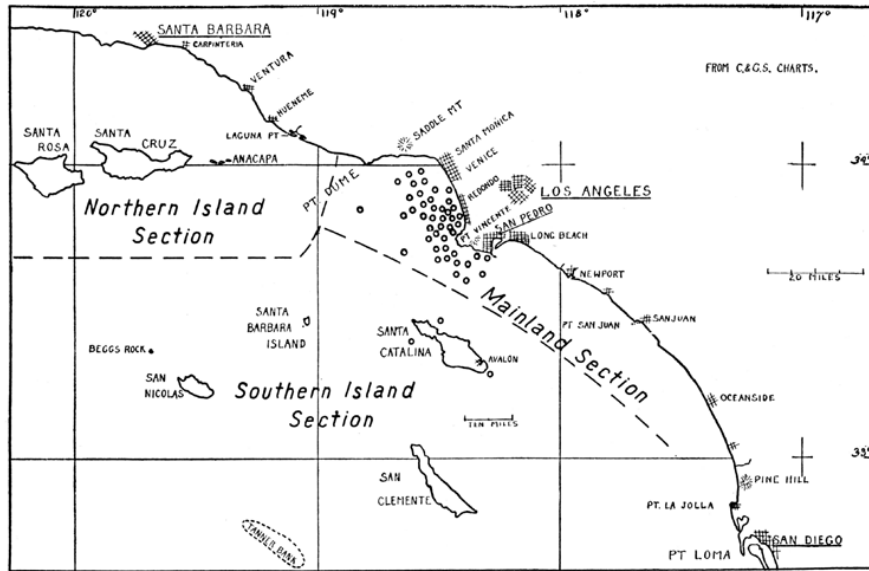 120°
119°
118°
117°
SANTA BARBARA
CARPINTERIA
FROM C.&G.S. CHARTS.
VENTURA
HUENEME
SADDLE MT
LAGUNA PT
SANTA MONICA
VENICE
SANTA
ROSA
SANTA
CRUZ
ANACAPA
34°
REDONDO
LOS ANGELES
PT DUME
PT VINCENTE
SAN PEDRO
LONG BEACH
Northern Island
Section
NEWPORT
20 MILES
Mainland Section
SANTA
BARBARA
ISLAND
SANTA
CATALINA
PT SAN JUAN
SAN JUAN
BEGGS ROCK
AVALON
SAN
NICOLAS
Southern Island
Section
OCEANSIDE
TEN MILES
33°
SAN
CLEMENTE
PINE HILL
PT. LA JOLLA
TANNER BANK
PT LOMA
SAN DIEGO